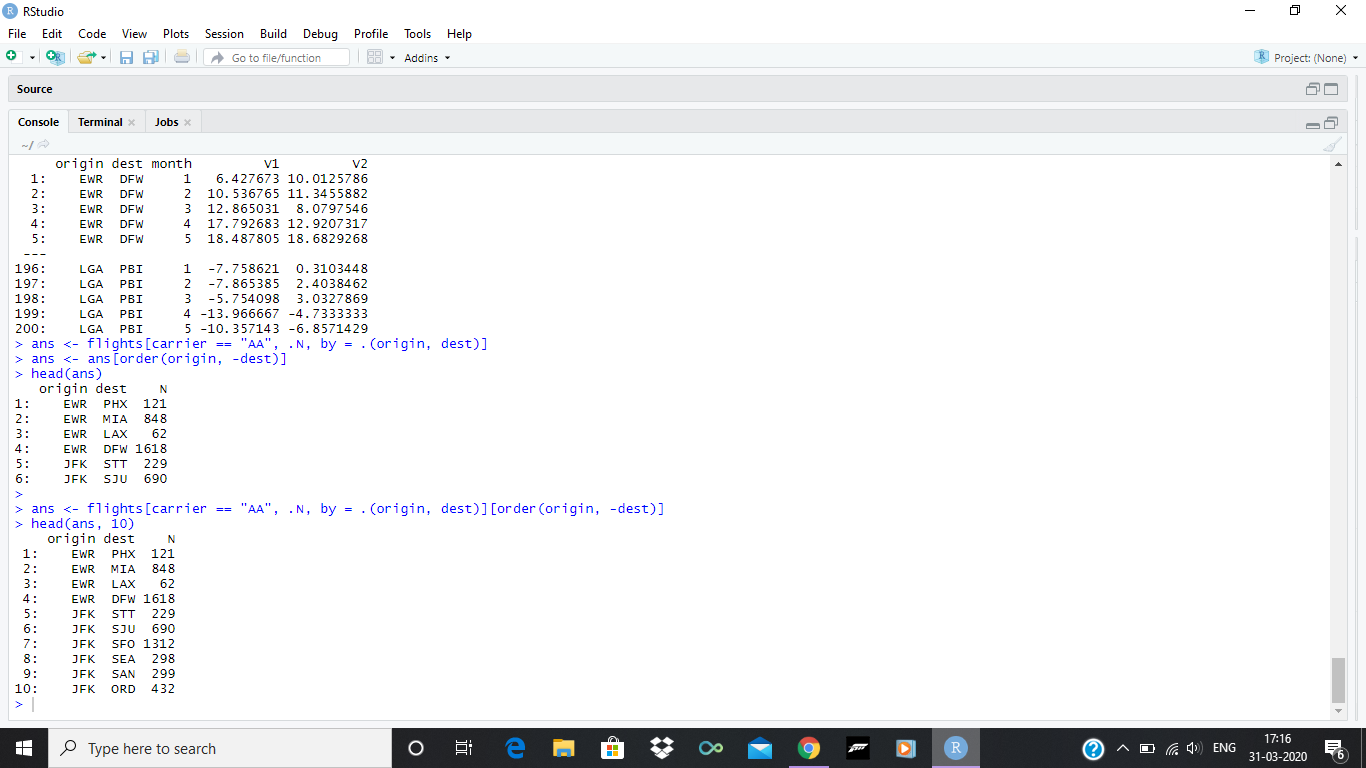 RStudio
File Edit Code View Plots Session Build Debug Profile Tools Help
Go to file/function Addins Project: (None)
Source
Console Terminal Jobs
~/
    origin dest month         V1         V2
  1:    EWR  DFW     1   6.427673 10.0125786
  2:    EWR  DFW     2  10.536765 11.3455882
  3:    EWR  DFW     3  12.865031  8.0797546
  4:    EWR  DFW     4  17.792683 12.9207317
  5:    EWR  DFW     5  18.487805 18.6829268
 ---
196:    LGA  PBI     1  -7.758621  0.3103448
197:    LGA  PBI     2  -7.865385  2.4038462
198:    LGA  PBI     3  -5.754098  3.0327869
199:    LGA  PBI     4 -13.966667 -4.7333333
200:    LGA  PBI     5 -10.357143 -6.8571429
> ans <- flights[carrier == "AA", .N, by = .(origin, dest)]
> ans <- ans[order(origin, -dest)]
> head(ans)
   origin dest    N
1:    EWR  PHX  121
2:    EWR  MIA  848
3:    EWR  LAX   62
4:    EWR  DFW 1618
5:    JFK  STT  229
6:    JFK  SJU  690
>
> ans <- flights[carrier == "AA", .N, by = .(origin, dest)][order(origin, -dest)]
> head(ans, 10)
    origin dest    N
 1:    EWR  PHX  121
 2:    EWR  MIA  848
 3:    EWR  LAX   62
 4:    EWR  DFW 1618
 5:    JFK  STT  229
 6:    JFK  SJU  690
 7:    JFK  SFO 1312
 8:    JFK  SEA  298
 9:    JFK  SAN  299
10:    JFK  ORD  432
>
Type here to search ENG 17:16
31-03-2020 6